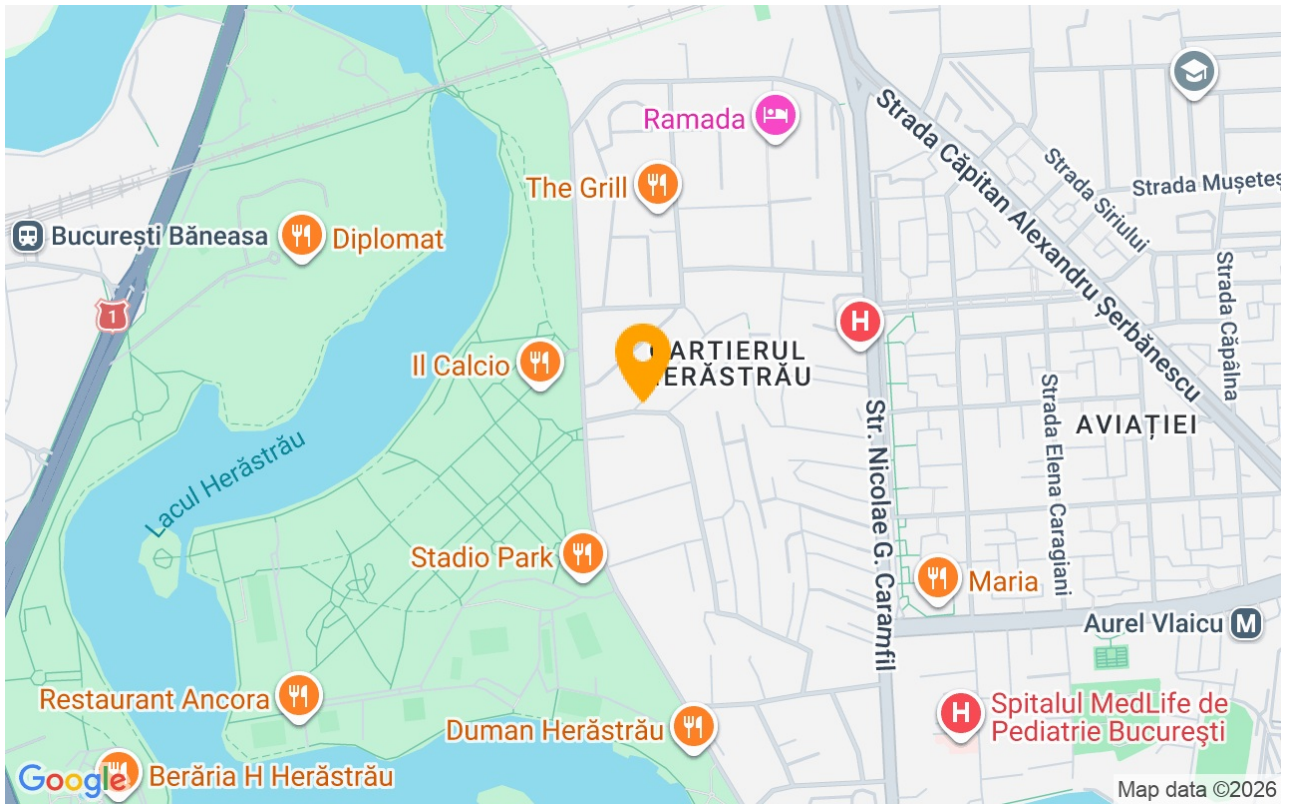 Ramada
Strada Căpitan Alexandru Șerbănescu
Strada Siriului
Strada Mușeteș
The Grill
București Băneasa
Diplomat
1
Strada Căpâlna
H
CARTIERUL
HERĂSTRĂU
Il Calcio
Str. Nicolae G. Caramfil
Strada Elena Caragiani
AVIAȚIEI
Lacul Herăstrău
Stadio Park
Maria
Aurel Vlaicu M
Restaurant Ancora
H
Spitalul MedLife de
Pediatrie București
Duman Herăstrău
Google
Berăria H Herăstrău
Map data ©2026